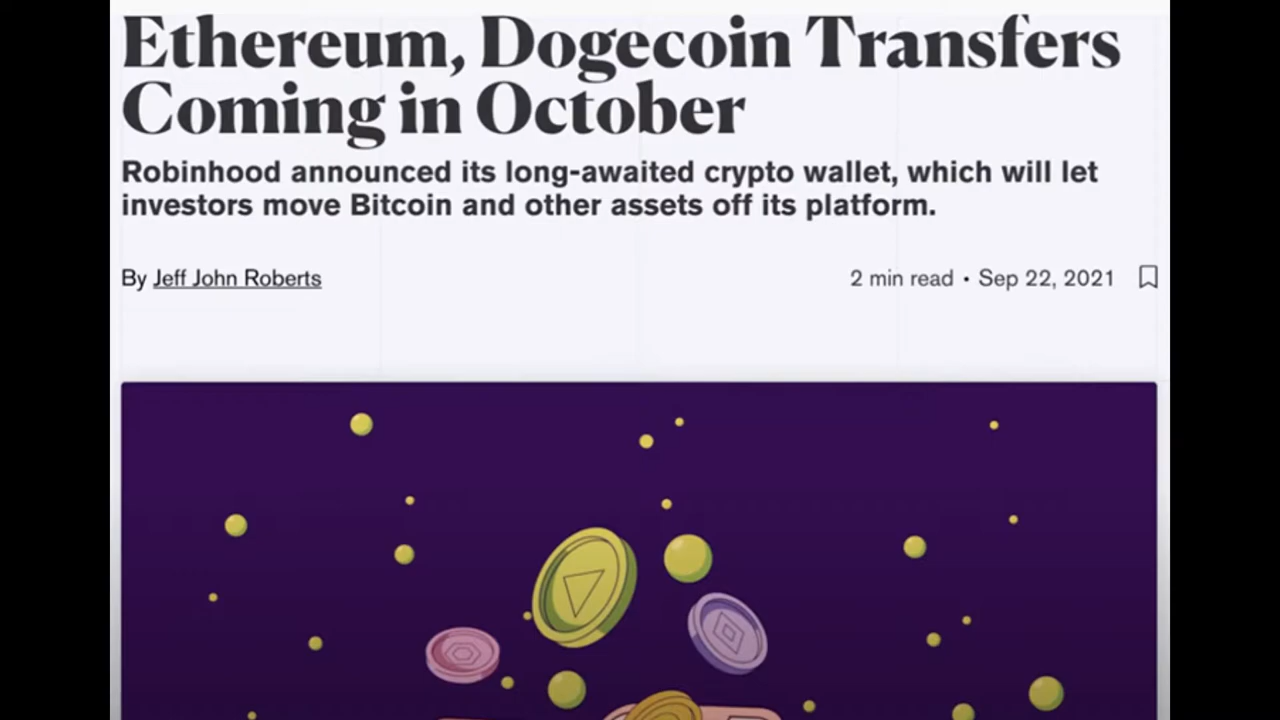 Ethereum, Dogecoin Transfers
Coming in October
Robinhood announced its long-awaited crypto wallet, which will let
investors move Bitcoin and other assets off its platform.
By Jeff John Roberts
2 min read • Sep 22, 2021